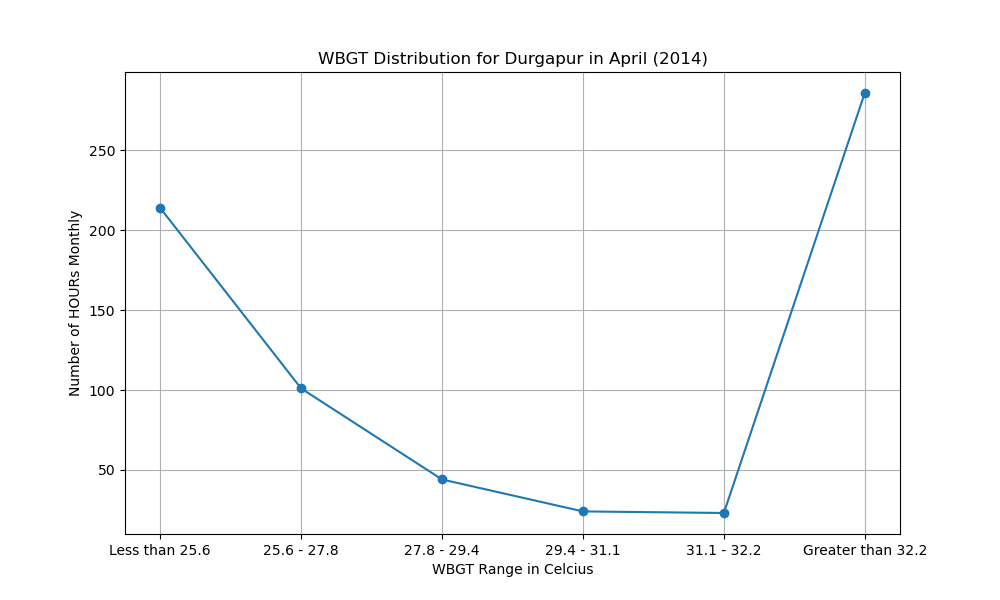 WBGT Distribution for Durgapur in April (2014)
Number of HOURs Monthly
250
200
150
100
50
Less than 25.6 25.6 - 27.8 27.8 - 29.4 29.4 - 31.1 31.1 - 32.2 Greater than 32.2
WBGT Range in Celcius